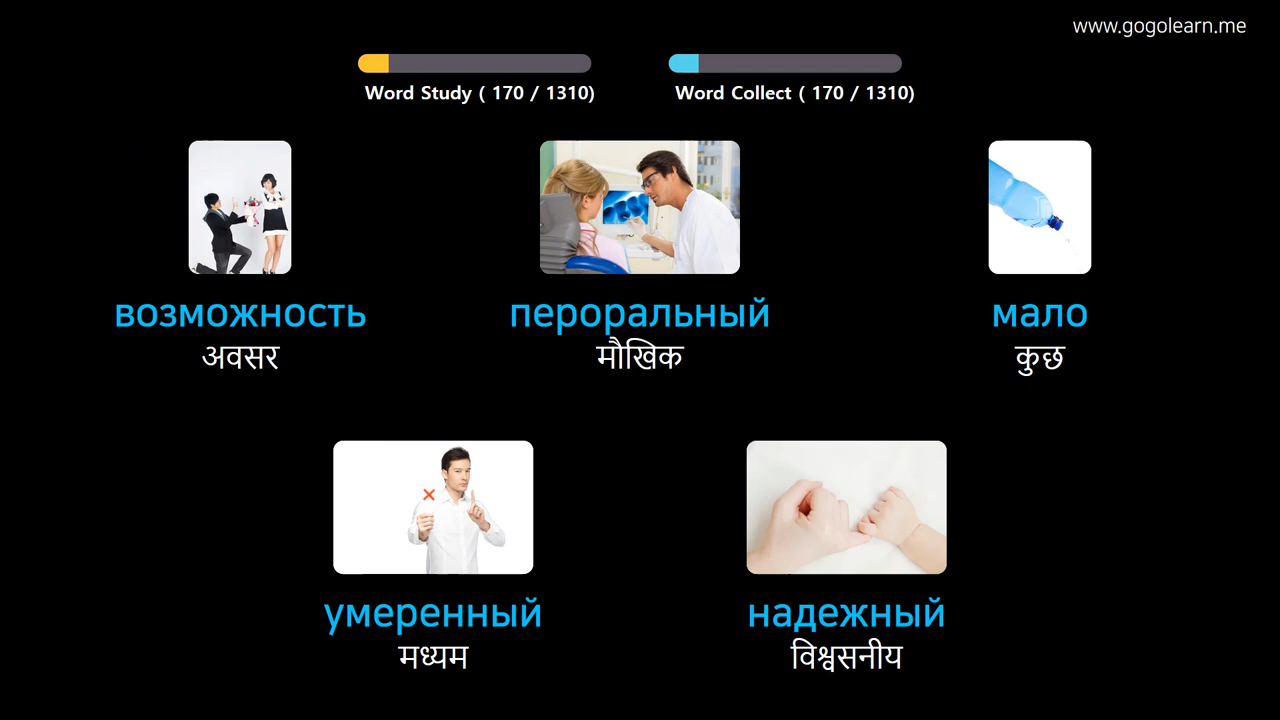 www.gogolearn.me
Word Study ( 170 / 1310)
Word Collect ( 170 / 1310)
возможность
अवसर
пероральный
मौखिक
мало
कुछ
умеренный
मध्यम
надежный
विश्वसनीय